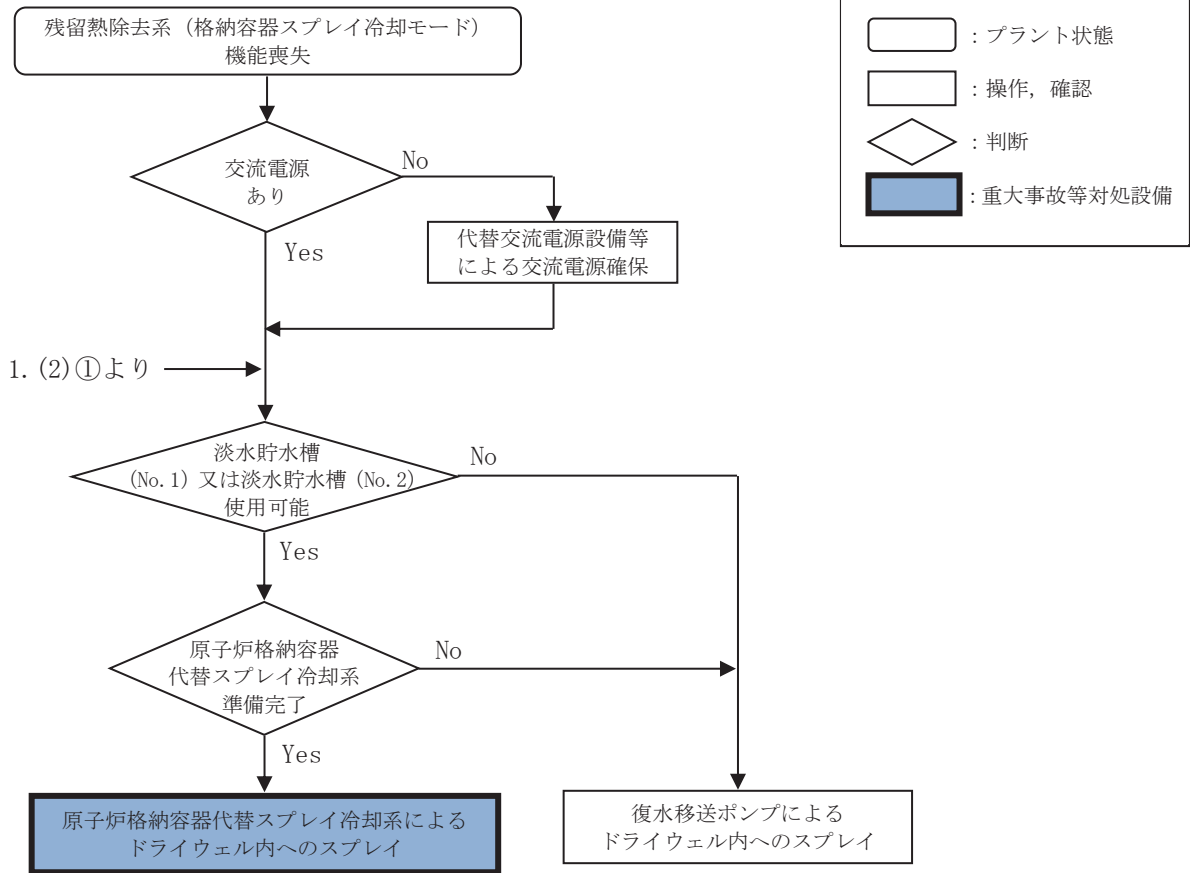 残留熱除去系（格納容器スプレイ冷却モード）
機能喪失
交流電源
あり
No
Yes
代替交流電源設備等
による交流電源確保
1.(2)①より
淡水貯水槽
(No.1) 又は淡水貯水槽 (No.2)
使用可能
No
Yes
原子炉格納容器
代替スプレイ冷却系
準備完了
No
Yes
原子炉格納容器代替スプレイ冷却系による
ドライウェル内へのスプレイ
復水移送ポンプによる
ドライウェル内へのスプレイ
：プラント状態
：操作，確認
：判断
：重大事故等対処設備